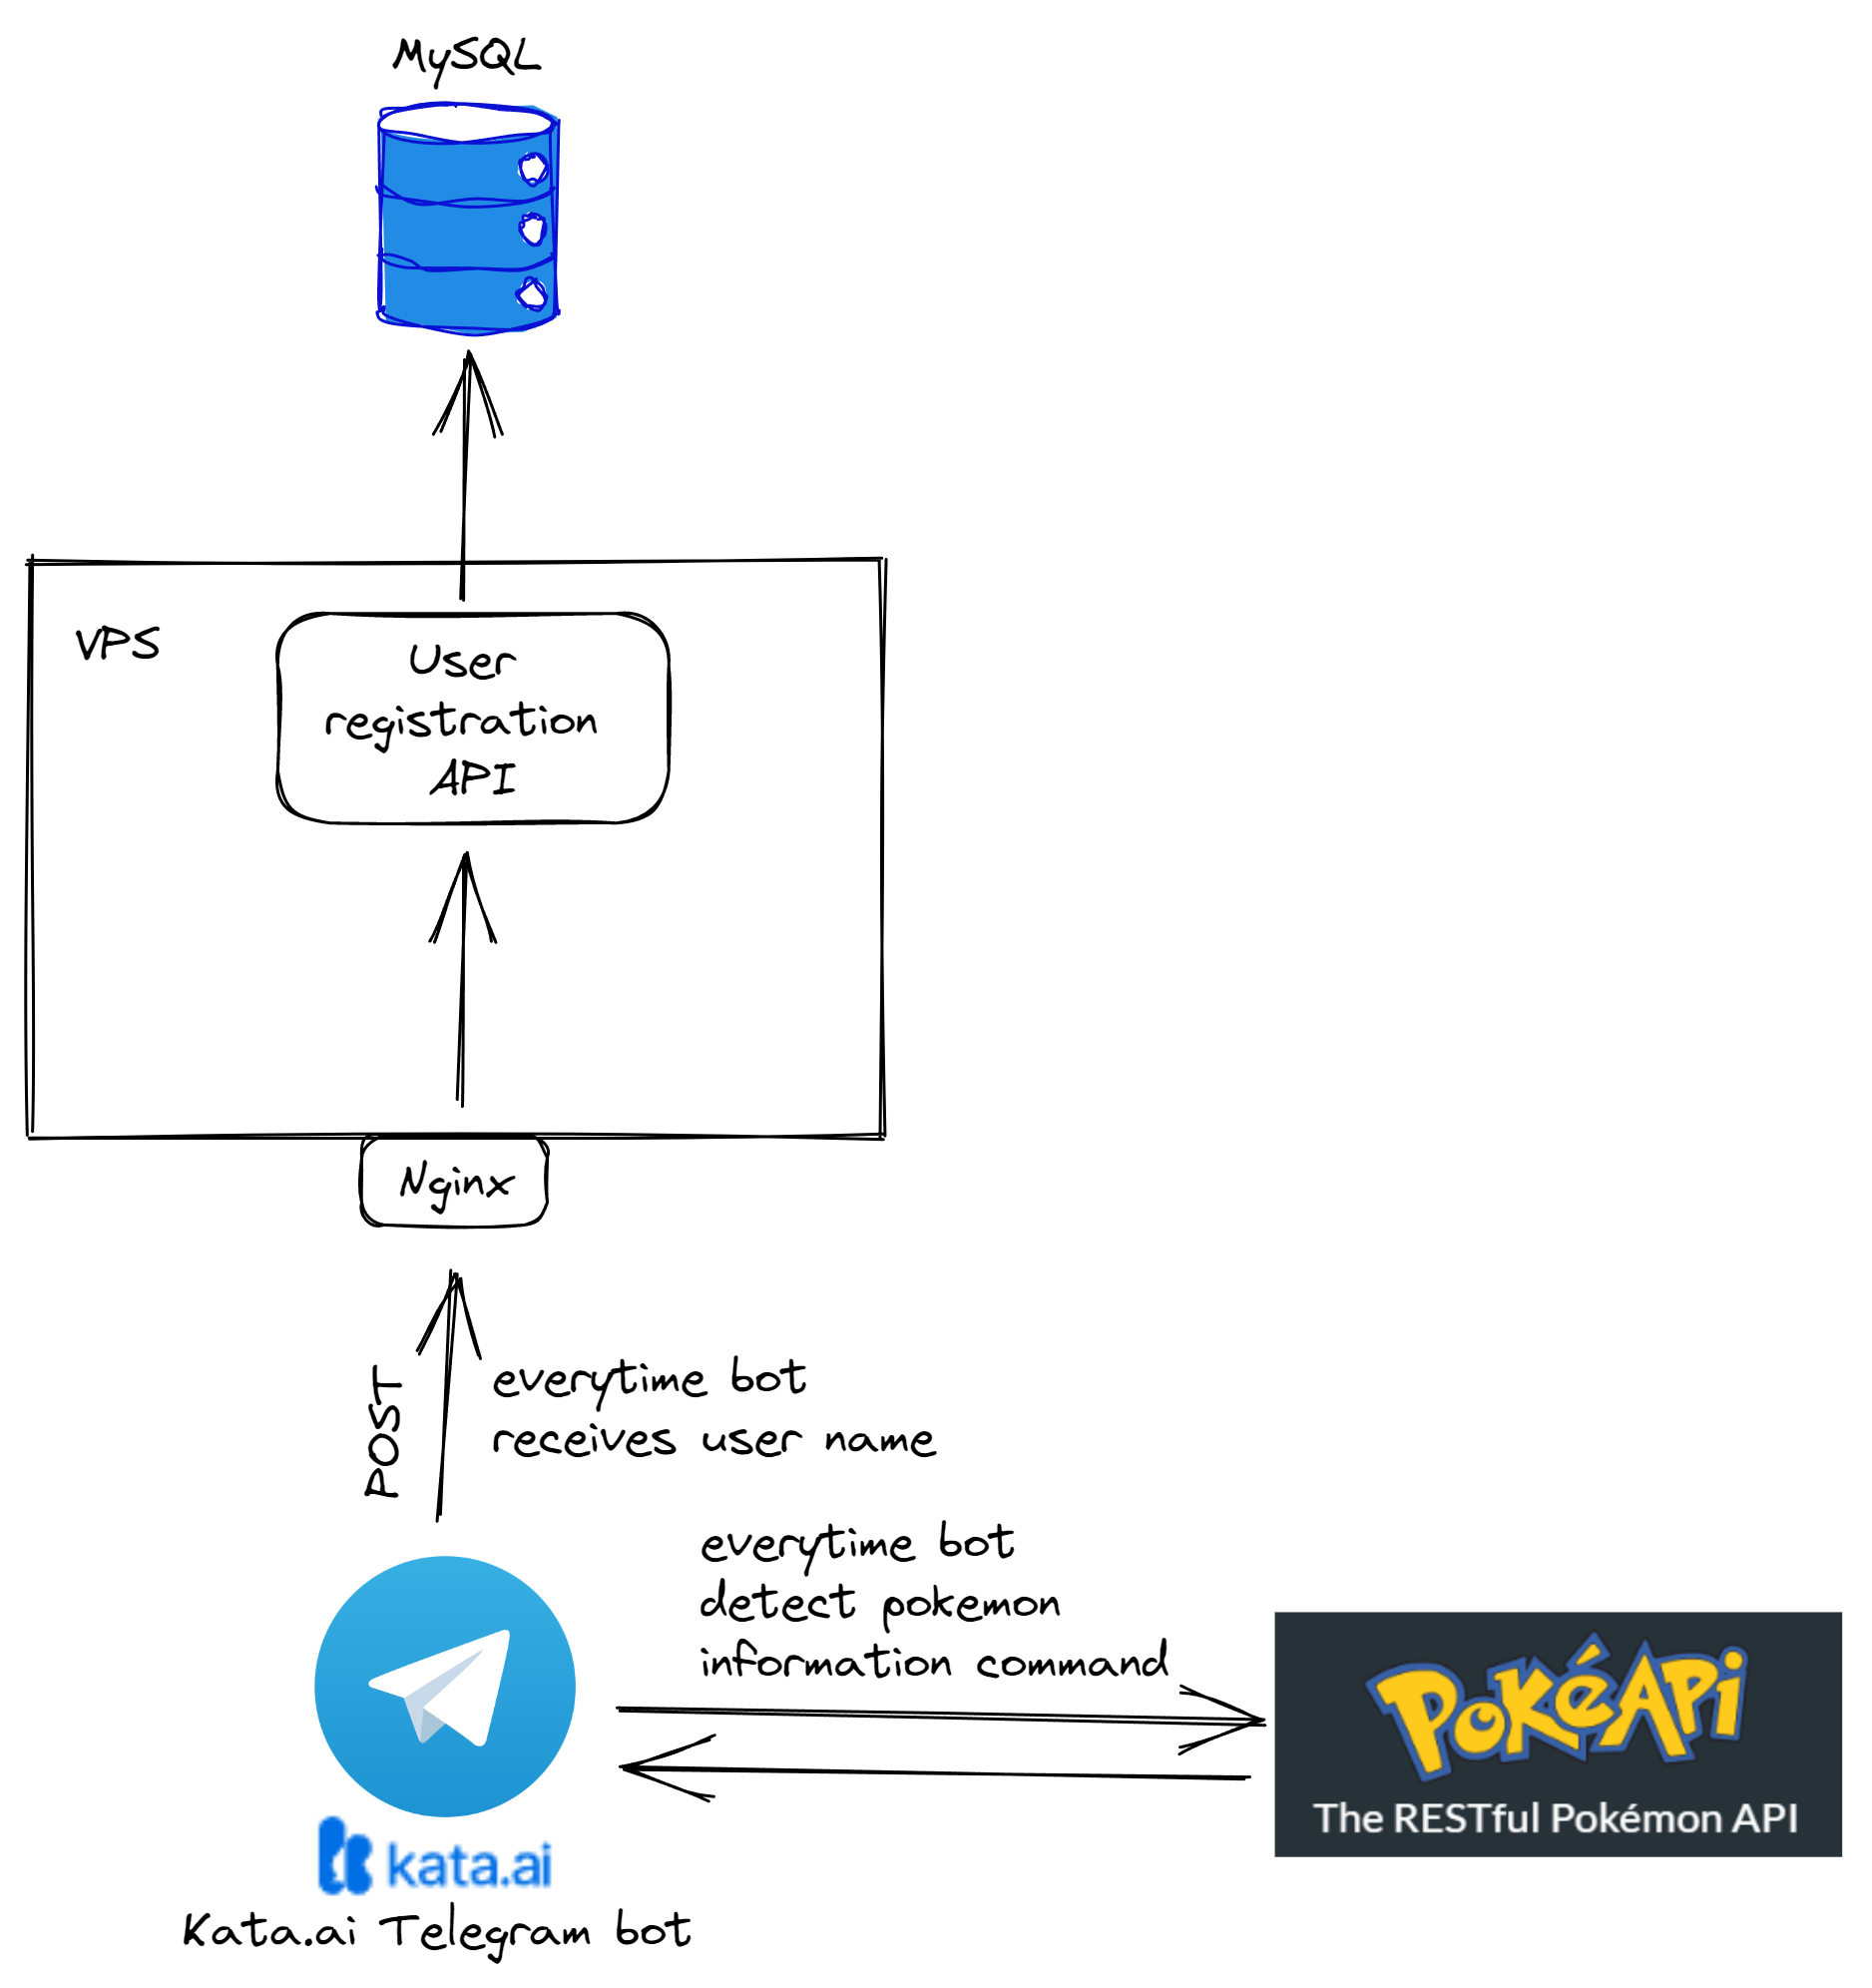 MySQL
VPS
User
registration
API
Nginx
POST
everytime bot
receives user name
everytime bot
detect pokemon
information command
PokéAPi
The RESTful Pokémon API
kata.ai
Kata.ai Telegram bot